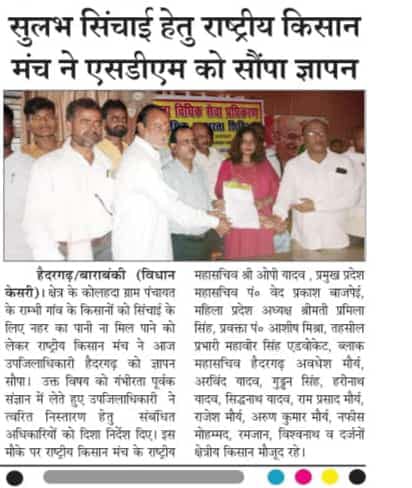 सुलभ सिंचाई हेतु राष्ट्रीय किसान
मंच ने एसडीएम को सौंपा ज्ञापन
विधिक सेवा प्राधिकरण
हैदरगढ़/बाराबंकी (विधान
केसरी)। क्षेत्र के कोलहदा ग्राम पंचायत
के राम्भी गांव के किसानों को सिंचाई के
लिए नहर का पानी ना मिल पाने को
लेकर राष्ट्रीय किसान मंच ने आज
उपजिलाधिकारी हैदरगढ़ को ज्ञापन
सौपा। उक्त विषय को गंभीरता पूर्वक
संज्ञान में लेते हुए उपजिलाधिकारी ने
त्वरित निस्तारण हेतु संबंधित
अधिकारियों को दिशा निर्देश दिए। इस
मौके पर राष्ट्रीय किसान मंच के राष्ट्रीय
महासचिव श्री ओपी यादव , प्रमुख प्रदेश
महासचिव पं० वेद प्रकाश बाजपेई,
महिला प्रदेश अध्यक्ष श्रीमती प्रमिला
सिंह, प्रवक्ता पं० आशीष मिश्रा, तहसील
प्रभारी महावीर सिंह एडवोकेट, ब्लाक
महासचिव हैदरगढ़ अवधेश मौर्य,
अरविंद यादव, गुड्डन सिंह, हरीनाथ
यादव, सिद्धनाथ यादव, राम प्रसाद मौर्य,
राजेश मौर्य, अरुण कुमार मौर्य, नफीस
मोहम्मद, रमजान, विश्वनाथ व दर्जनों
क्षेत्रीय किसान मौजूद रहे।